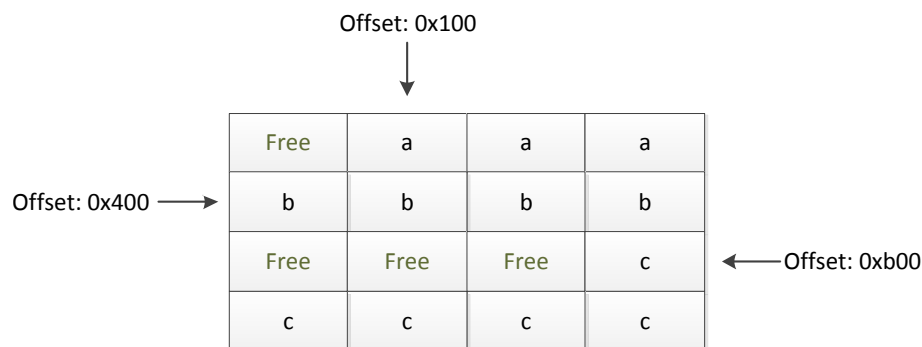 Offset: 0x100
Free a a a
Offset: 0x400 b b b b
Free Free Free c Offset: 0xb00
c c c c